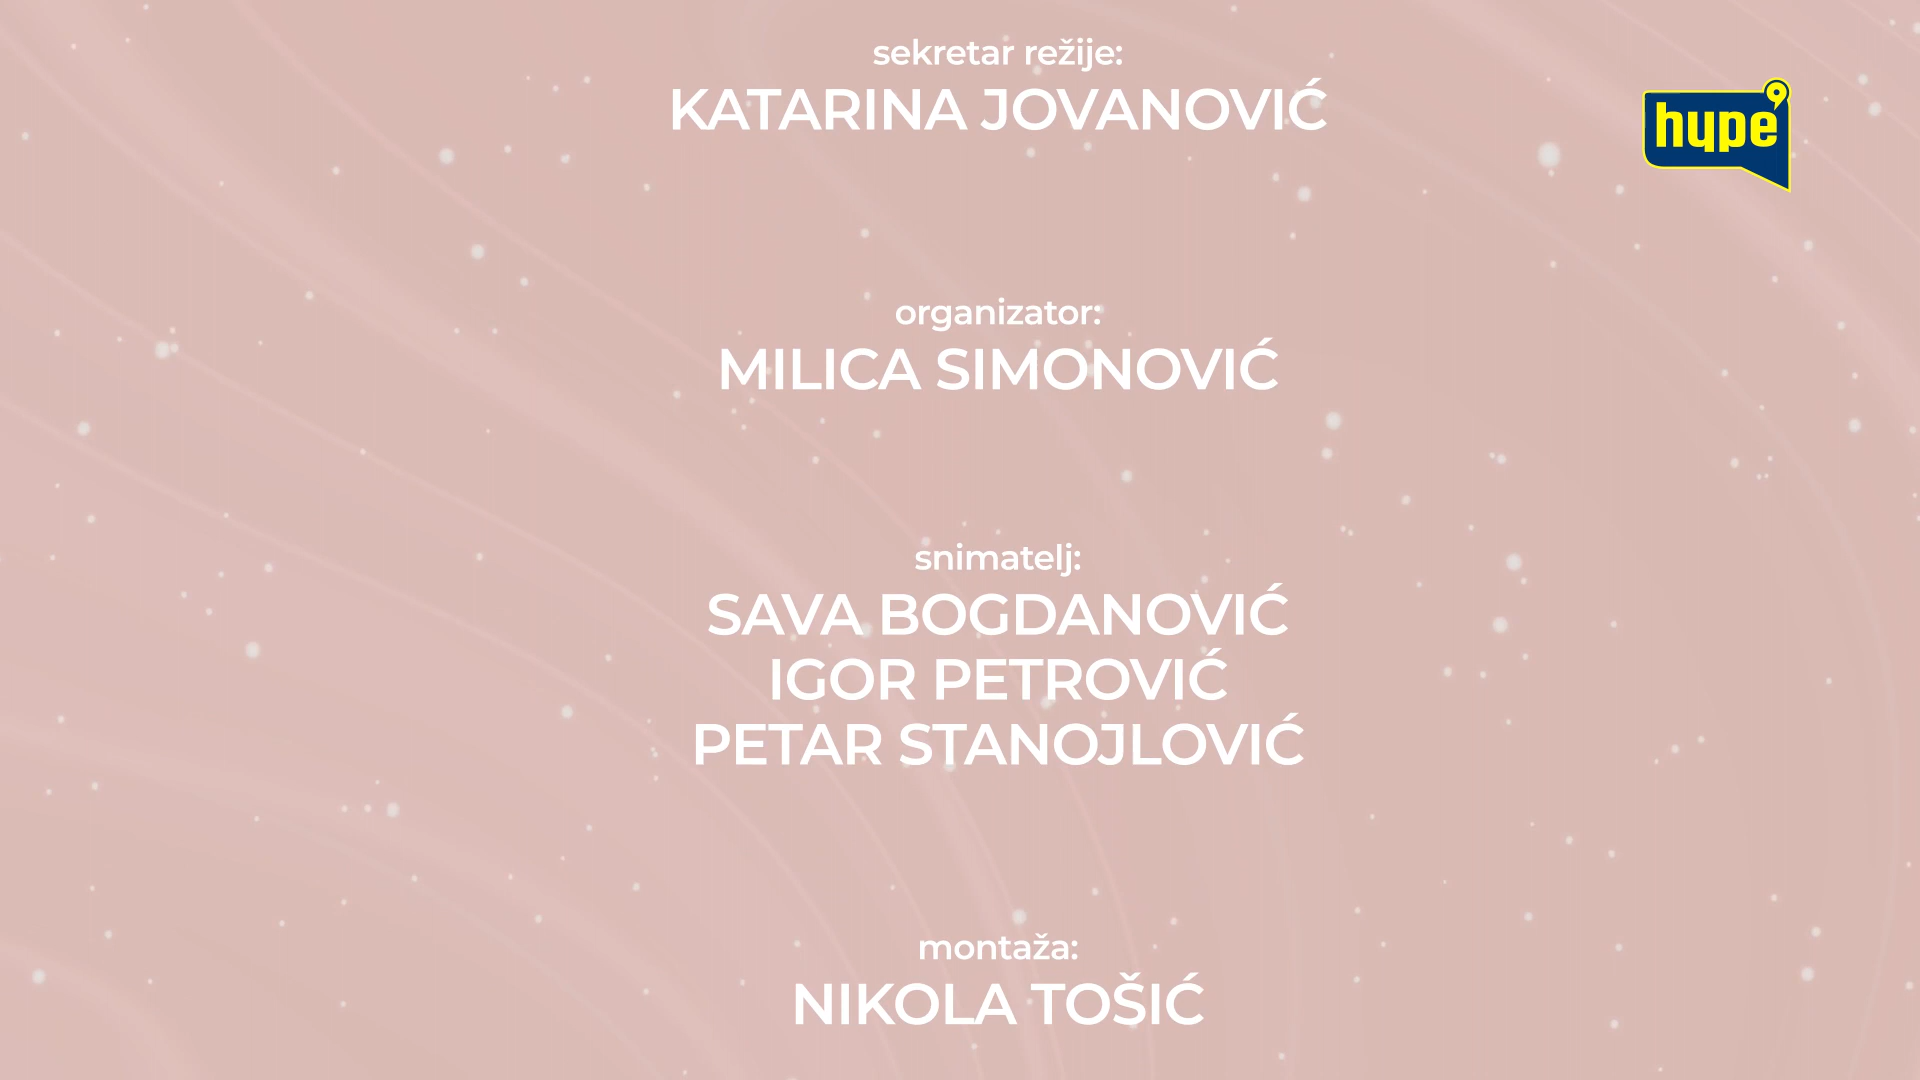 sekretar režije:
KATARINA JOVANOVIĆ
hype
organizator:
MILICA SIMONOVIĆ
snimatelj:
SAVA BOGDANOVIĆ
IGOR PETROVIĆ
PETAR STANOJLOVIĆ
montaža:
NIKOLA TOŠIĆ